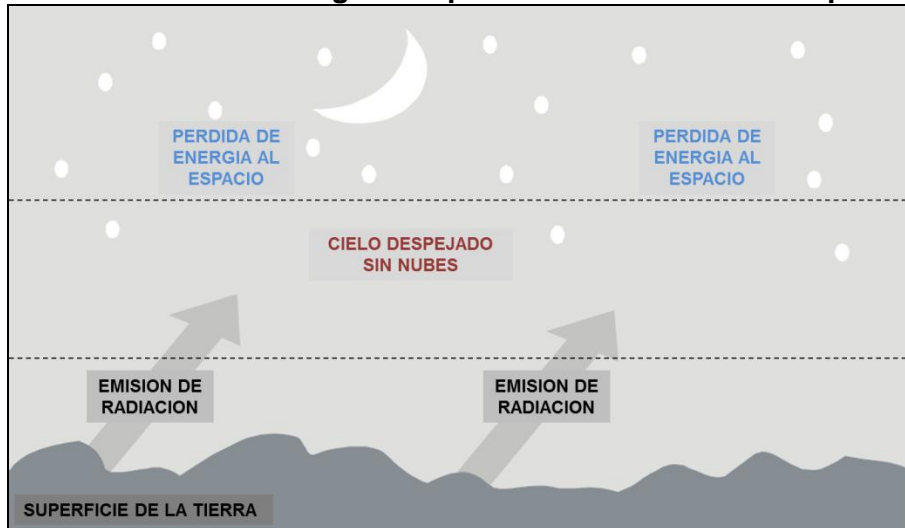 PERDIDA DE
ENERGIA AL
ESPACIO
PERDIDA DE
ENERGIA AL
ESPACIO
CIELO DESPEJADO
SIN NUBES
EMISION DE
RADIACION
EMISION DE
RADIACION
SUPERFICIE DE LA TIERRA